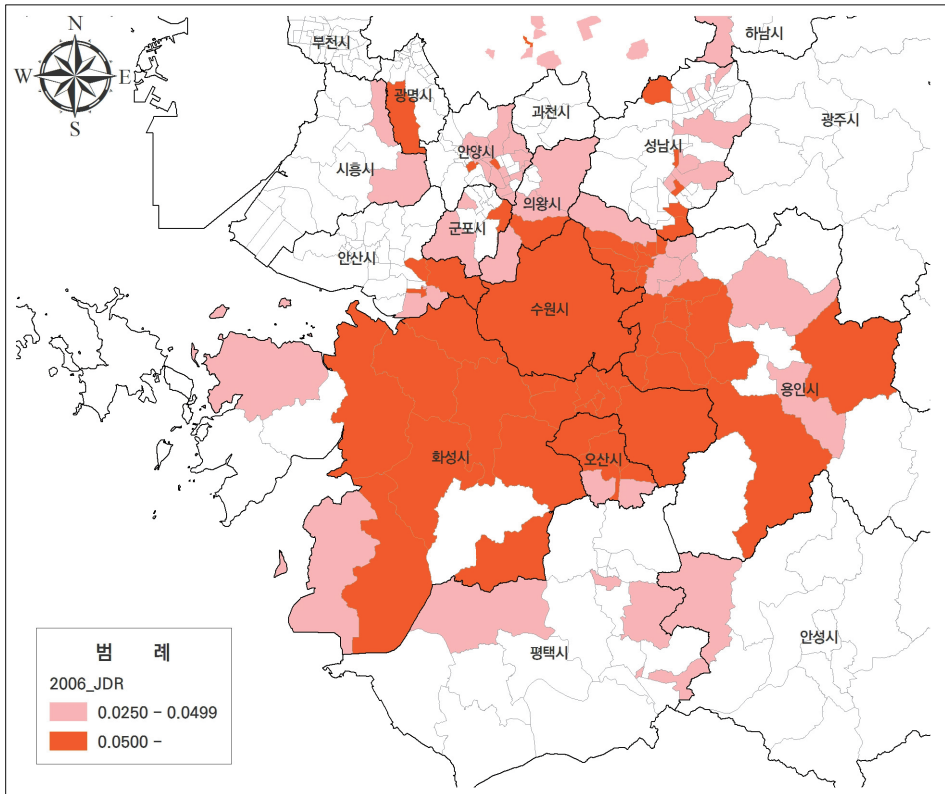 N
W
E
S
부천시
하남시
광명시
과천시
광주시
안양시
성남시
시흥시
의왕시
군포시
안산시
수원시
용인시
화성시
오산시
평택시
안성시
범 례
2006_JDR
0.0250 - 0.0499
0.0500 -